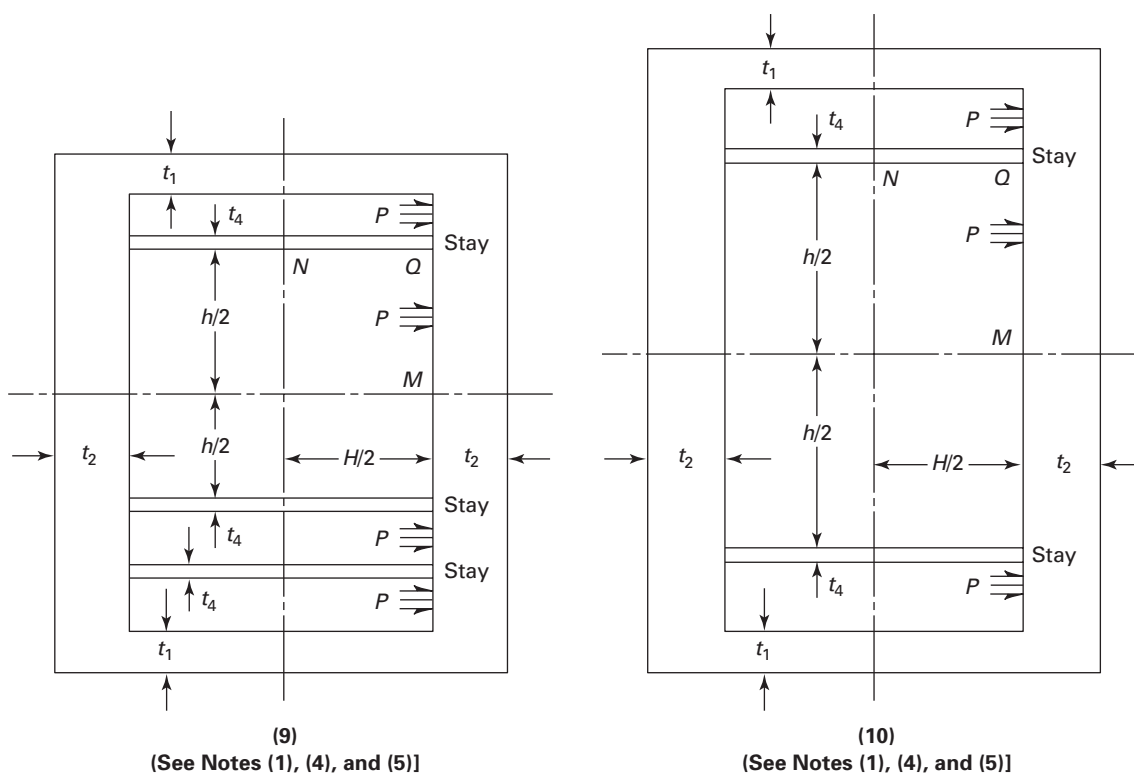 t1
t4
P
Stay
N
Q
h/2
P
M
h/2
t2
H/2
t2
Stay
t4
P
Stay
t4
P
t1
(9)
(See Notes (1), (4), and (5)]
t1
t4
P
Stay
N
Q
P
h/2
M
h/2
t2
H/2
t2
Stay
t4
P
t1
(10)
(See Notes (1), (4), and (5)]